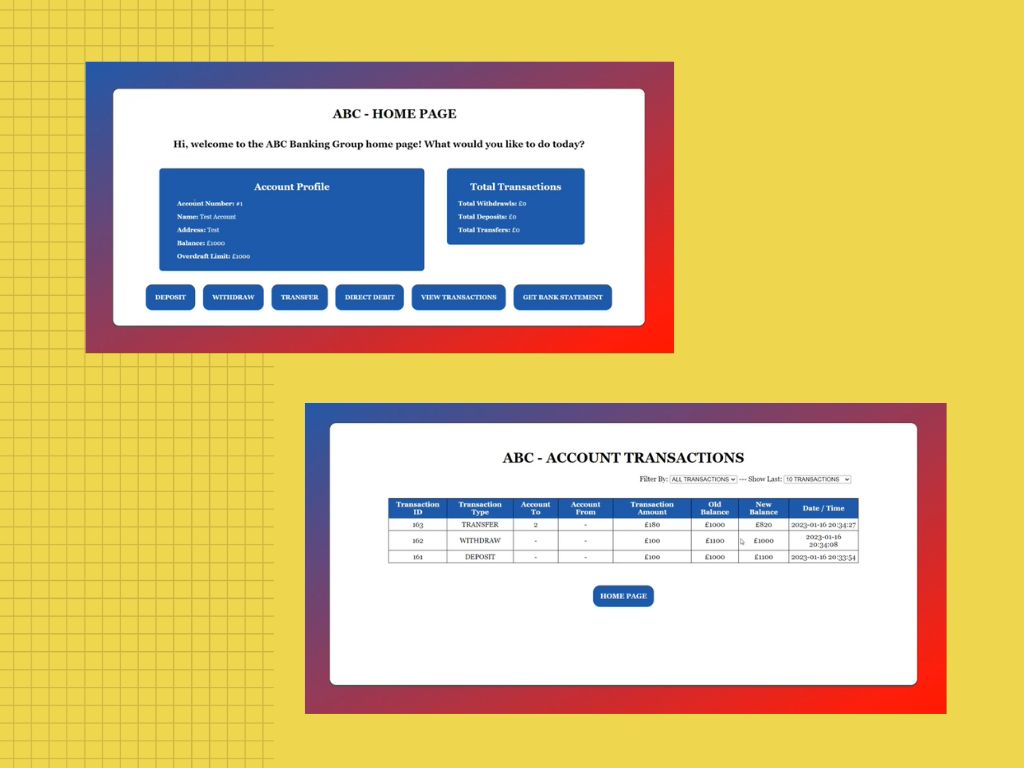 ABC - HOME PAGE
Hi, welcome to the ABC Banking Group home page! What would you like to do today?
Account Profile
Account Number: #1
Name: Test Account
Address: Test
Balance: £1000
Overdraft Limit: £1000
Total Transactions
Total Withdrawls: £0
Total Deposits: £0
Total Transfers: £0
DEPOSIT WITHDRAW TRANSFER DIRECT DEBIT VIEW TRANSACTIONS GET BANK STATEMENT
ABC - ACCOUNT TRANSACTIONS
Filter By: ALL TRANSACTIONS --- Show Last: 10 TRANSACTIONS
Transaction ID Transaction Type Account To Account From Transaction Amount Old Balance New Balance Date / Time
163 TRANSFER 2 - £180 £1000 £820 2023-01-16 20:34:27
162 WITHDRAW - - £100 £1100 £1000 2023-01-16 20:34:08
161 DEPOSIT - - £100 £1000 £1100 2023-01-16 20:33:54
HOME PAGE